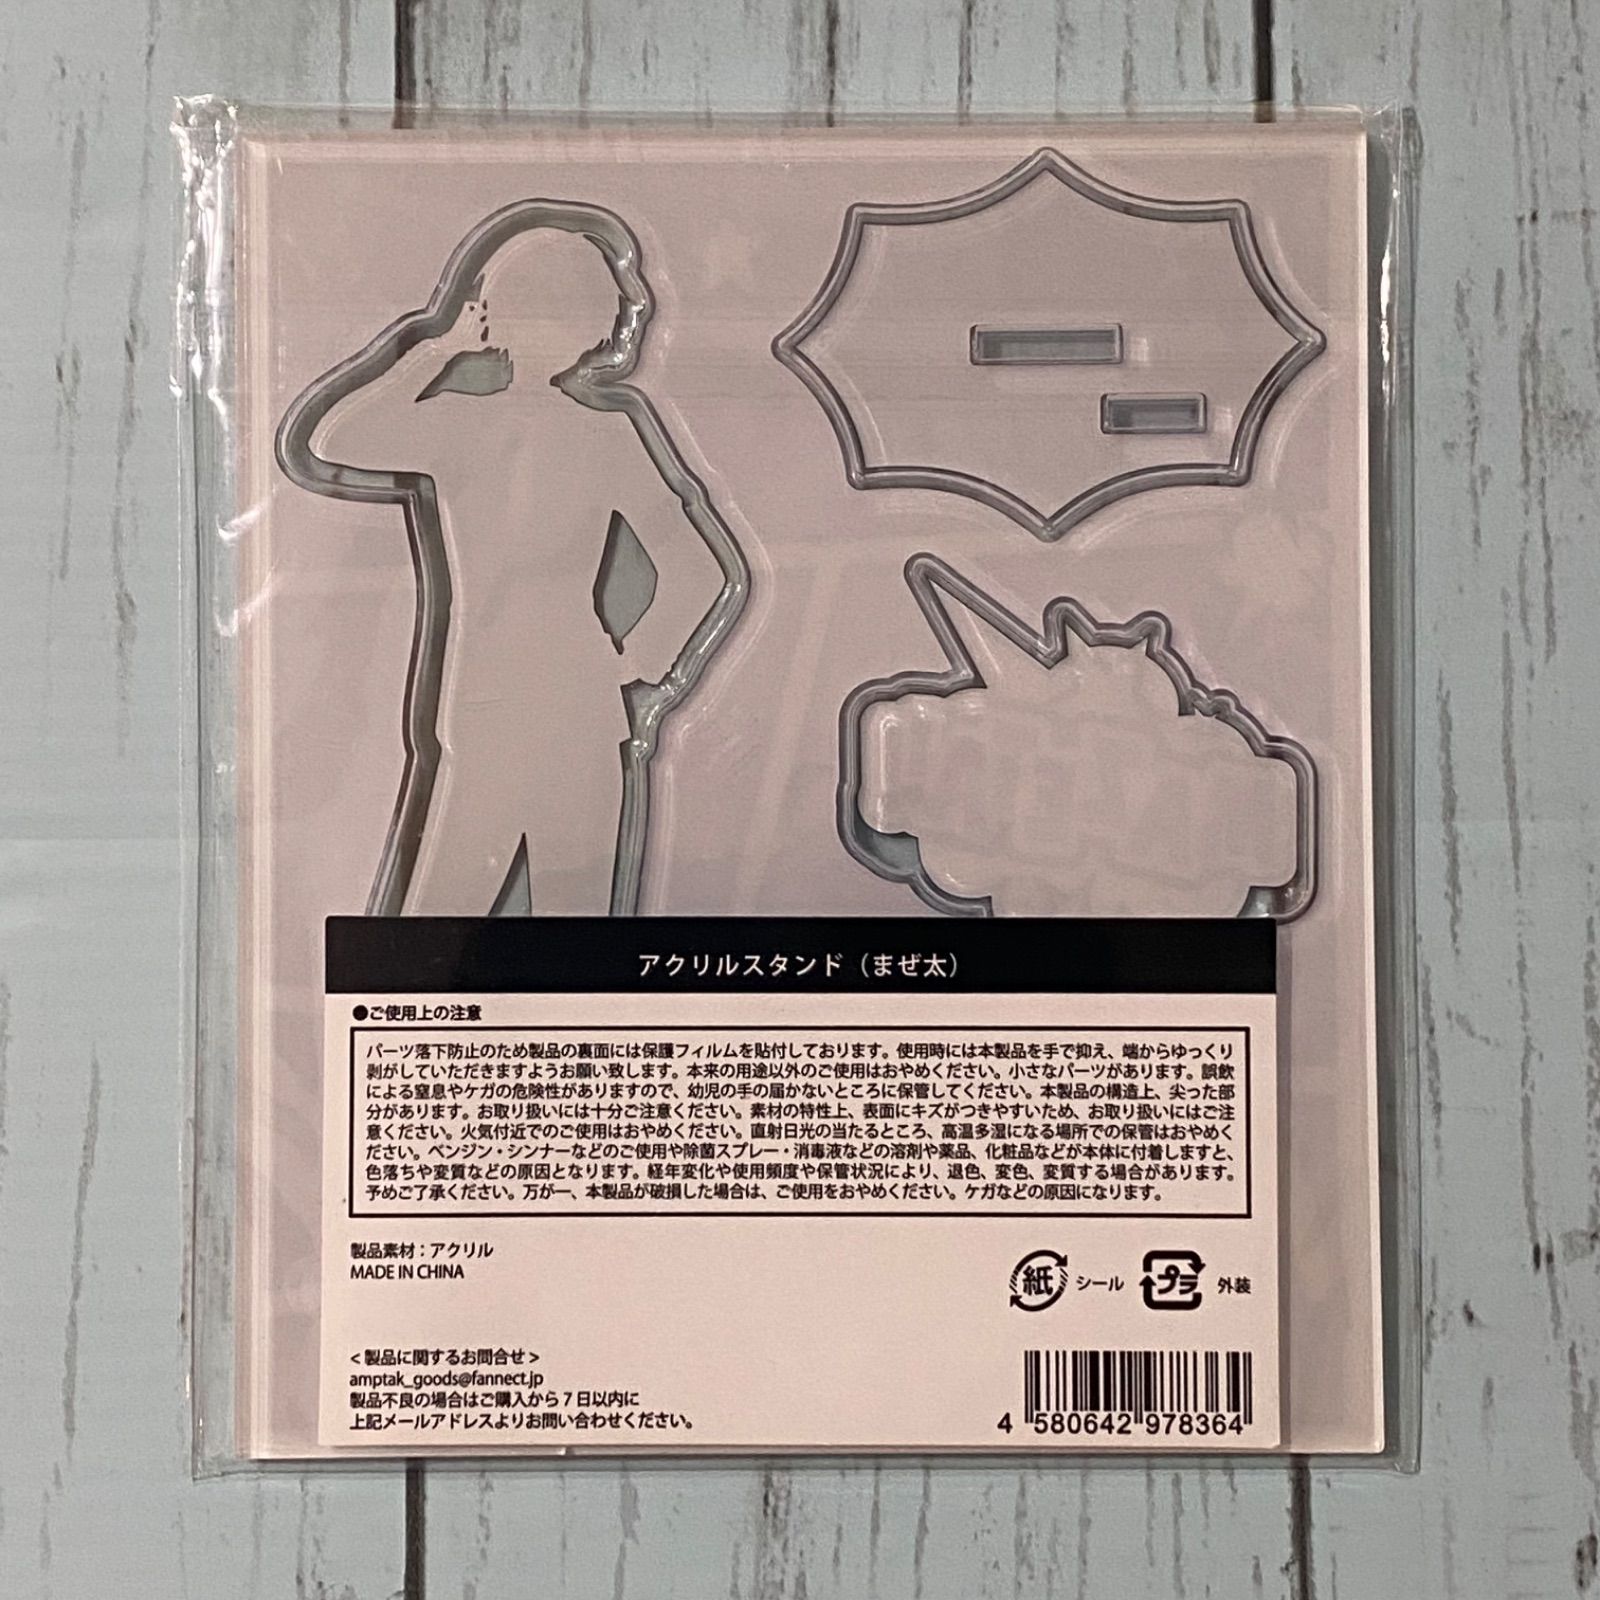 アクリルスタンド（まぜ太）
●ご使用上の注意
パーツ落下防止のため製品の裏面には保護フィルムを貼付しております。使用時には本製品を手で抑え、端からゆっくり
剥がしていただきますようお願い致します。本来の用途以外のご使用はおやめください。小さなパーツがあります。誤飲
による窒息やケガの危険性がありますので、幼児の手の届かないところに保管してください。本製品の構造上、尖った部
分があります。お取り扱いには十分ご注意ください。素材の特性上、表面にキズがつきやすいため、お取り扱いにはご注
意ください。火気付近でのご使用はおやめください。直射日光の当たるところ、高温多湿になる場所での保管はおやめく
ださい。ベンジン・シンナーなどのご使用や除菌スプレー・消毒液などの溶剤や薬品、化粧品などが本体に付着しますと、
色落ちや変質などの原因となります。経年変化や使用頻度や保管状況により、退色、変色、変質する場合があります。
予めご了承ください。万が一、本製品が破損した場合は、ご使用をおやめください。ケガなどの原因になります。
製品素材：アクリル
MADE IN CHINA
紙 シール プラ 外装
＜製品に関するお問合せ＞
amptak_goods@fannect.jp
製品不良の場合はご購入から7日以内に
上記メールアドレスよりお問い合わせください。
4 580642 978364